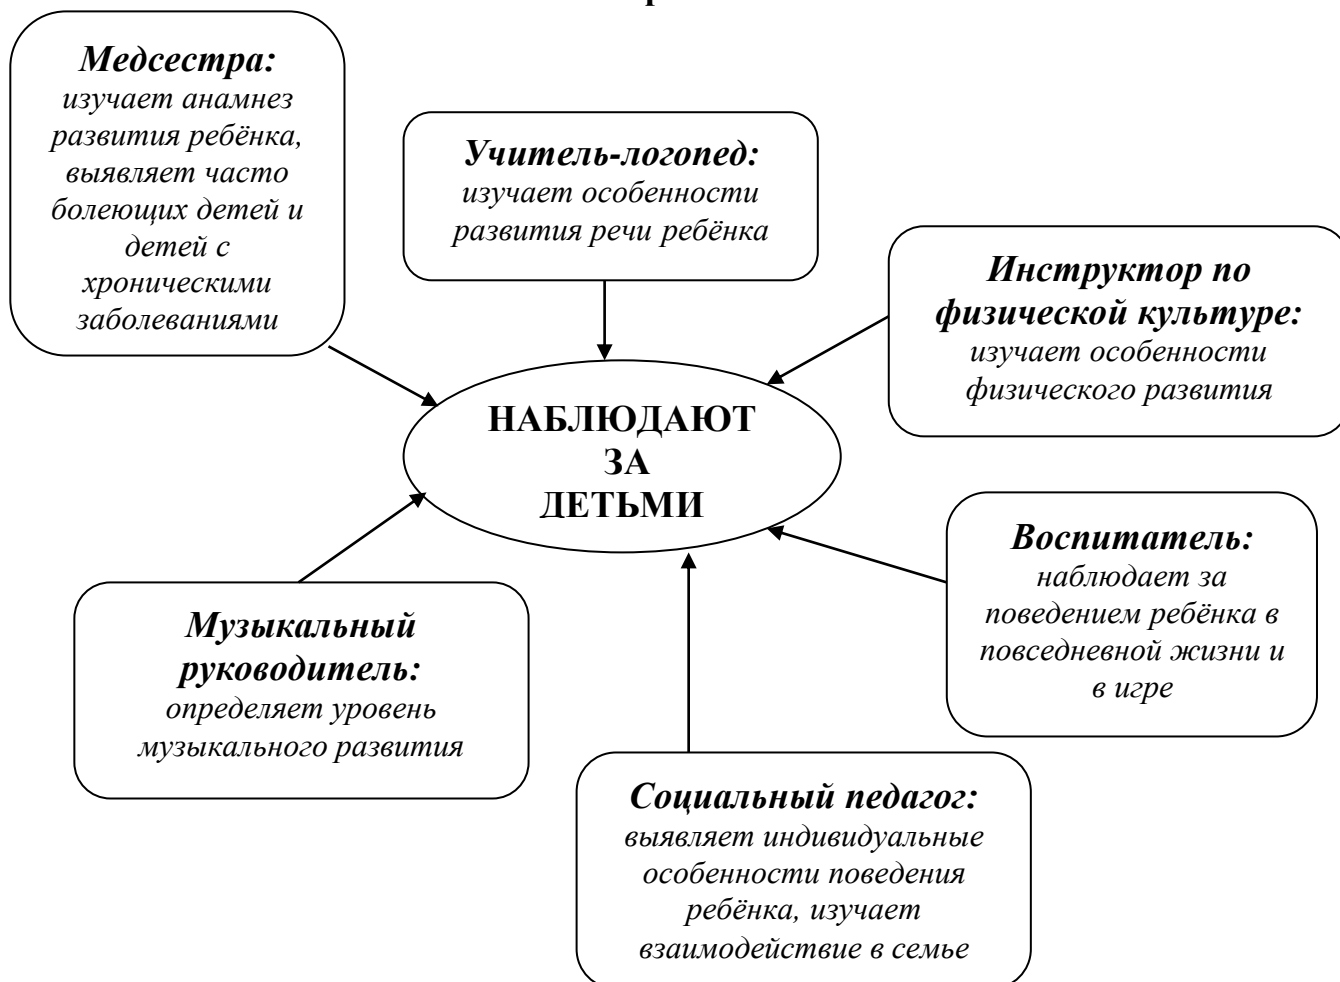 Медсестра:
изучает анамнез
развития ребёнка,
выявляет часто
болеющих детей и
детей с
хроническими
заболеваниями
Учитель-логопед:
изучает особенности
развития речи ребёнка
Инструктор по
физической культуре:
изучает особенности
физического развития
НАБЛЮДАЮТ
ЗА
ДЕТЬМИ
Воспитатель:
наблюдает за
поведением ребёнка в
повседневной жизни и
в игре
Музыкальный
руководитель:
определяет уровень
музыкального развития
Социальный педагог:
выявляет индивидуальные
особенности поведения
ребёнка, изучает
взаимодействие в семье